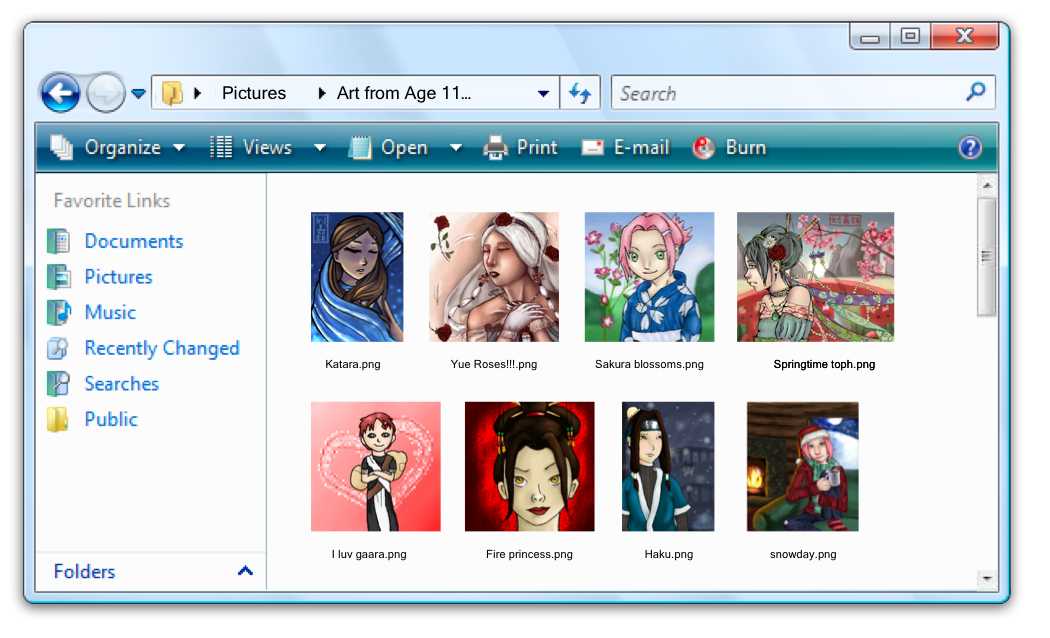 Pictures
Art from Age 11...
Search
Organize
Views
Open
Print
E-mail
Burn
?
Favorite Links
Documents
Pictures
Music
Recently Changed
Searches
Public
Katara.png
Yue Roses!!!.png
Sakura blossoms.png
Springtime toph.png
I luv gaara.png
Fire princess.png
Haku.png
snowday.png
Folders